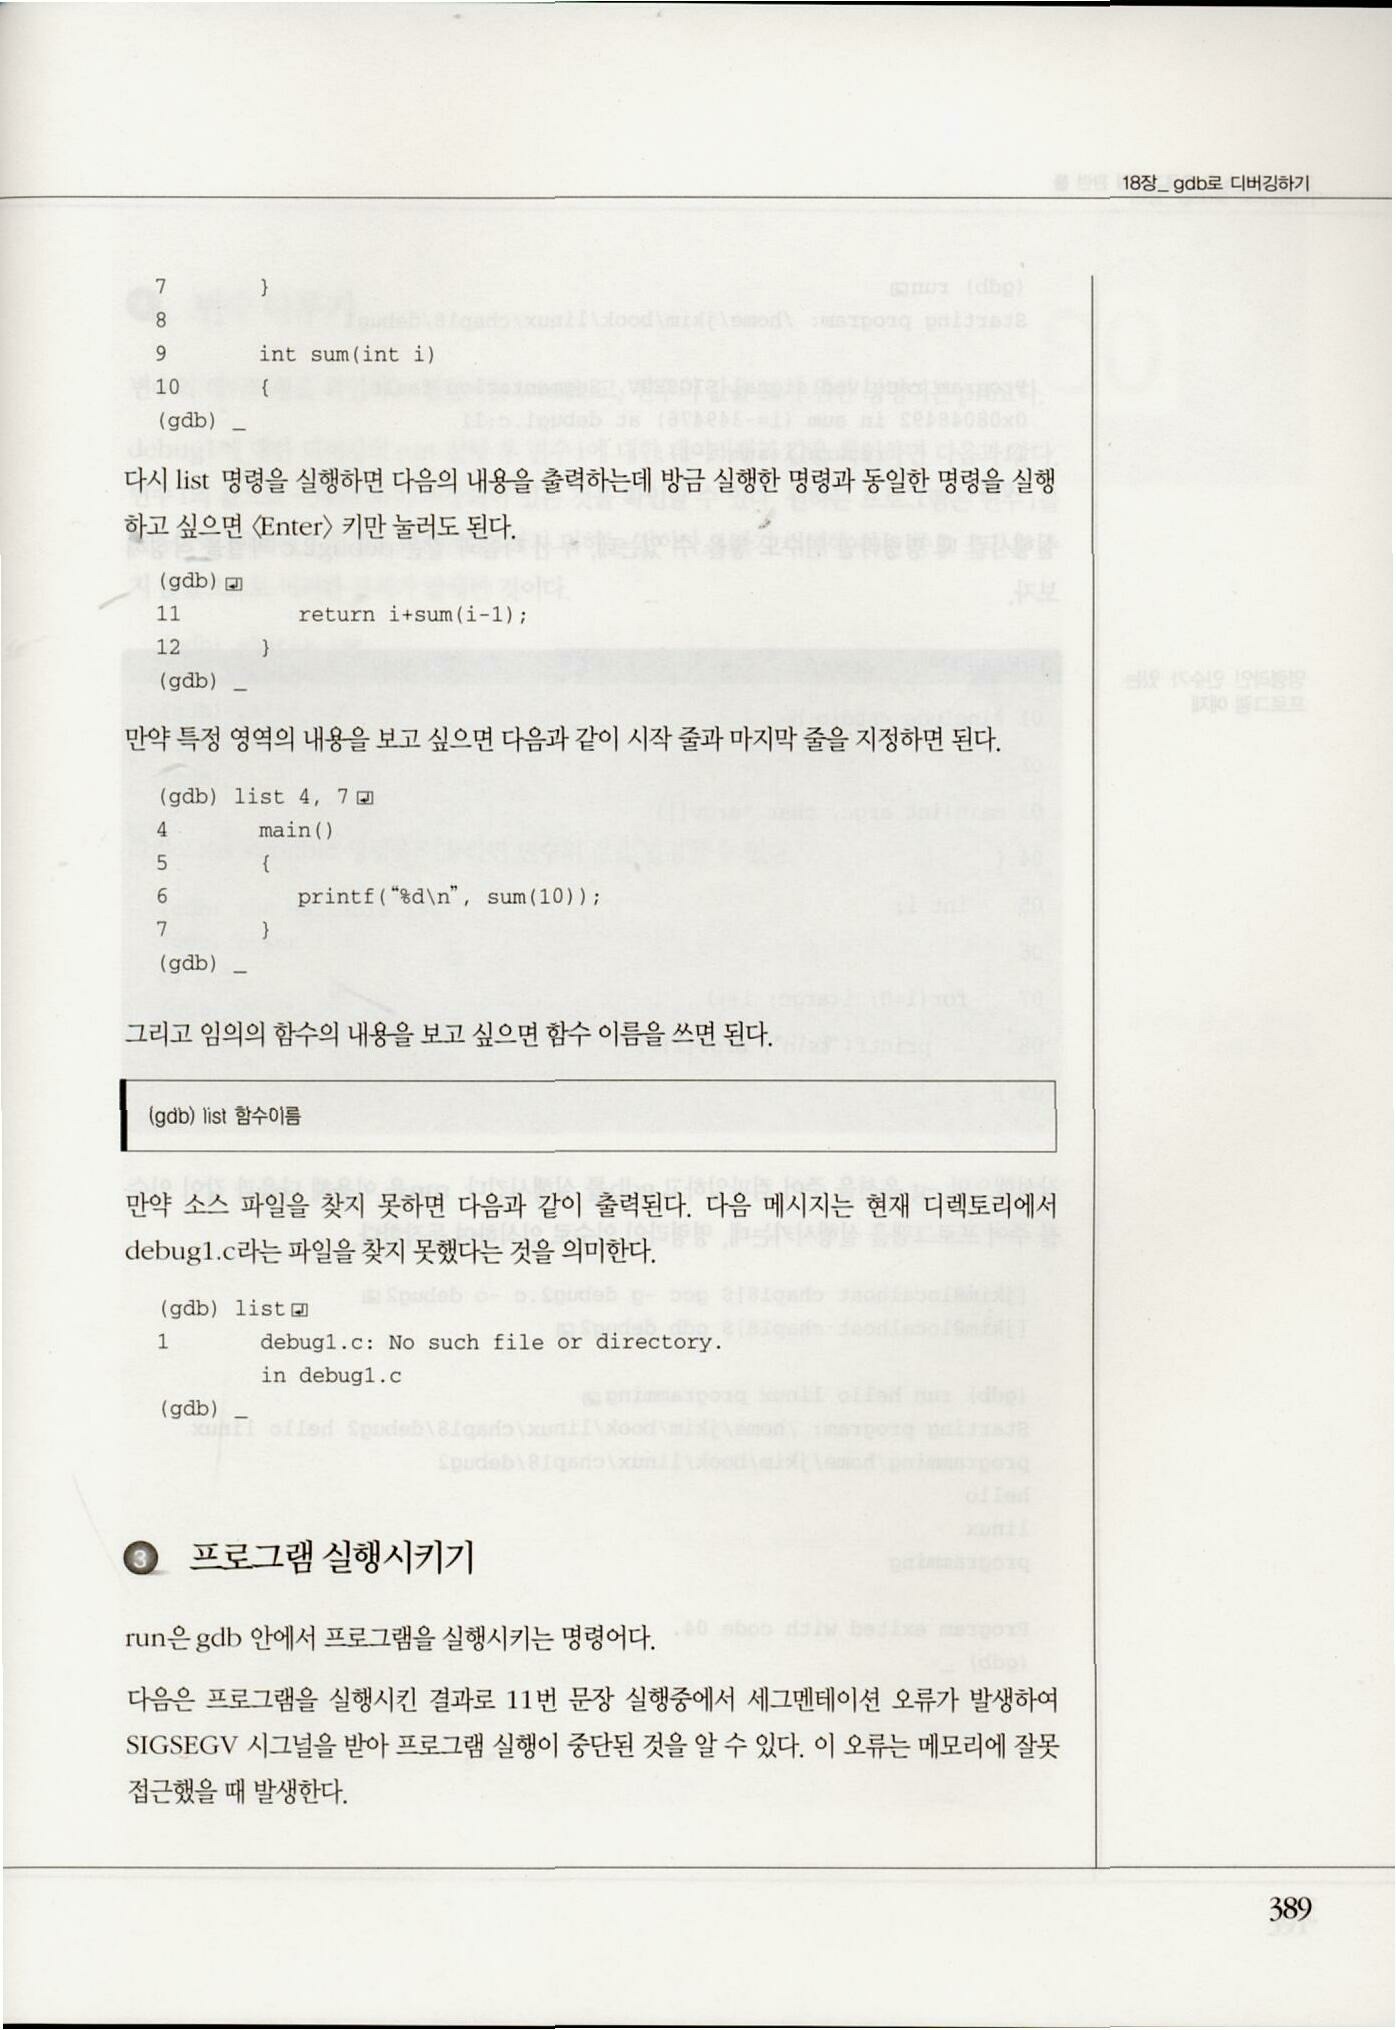 18장_ gdb로 디버깅하기
7 }
8
9 int sum(int i)
10 {
(gdb) _
다시 list 명령을 실행하면 다음의 내용을 출력하는데 방금 실행한 명령과 동일한 명령을 실행
하고 싶으면 〈Enter〉 키만 눌러도 된다.
(gdb) ↵
11 return i+sum(i-1);
12 }
(gdb) _
만약 특정 영역의 내용을 보고 싶으면 다음과 같이 시작 줄과 마지막 줄을 지정하면 된다.
(gdb) list 4, 7 ↵
4 main()
5 {
6 printf(“%d\n”, sum(10));
7 }
(gdb) _
그리고 임의의 함수의 내용을 보고 싶으면 함수 이름을 쓰면 된다.
(gdb) list 함수이름
만약 소스 파일을 찾지 못하면 다음과 같이 출력된다. 다음 메시지는 현재 디렉토리에서
debug1.c라는 파일을 찾지 못했다는 것을 의미한다.
(gdb) list ↵
1 debug1.c: No such file or directory.
in debug1.c
(gdb) _
3 프로그램 실행시키기
run은 gdb 안에서 프로그램을 실행시키는 명령어다.
다음은 프로그램을 실행시킨 결과로 11번 문장 실행중에서 세그멘테이션 오류가 발생하여
SIGSEGV 시그널을 받아 프로그램 실행이 중단된 것을 알 수 있다. 이 오류는 메모리에 잘못
접근했을 때 발생한다.
389